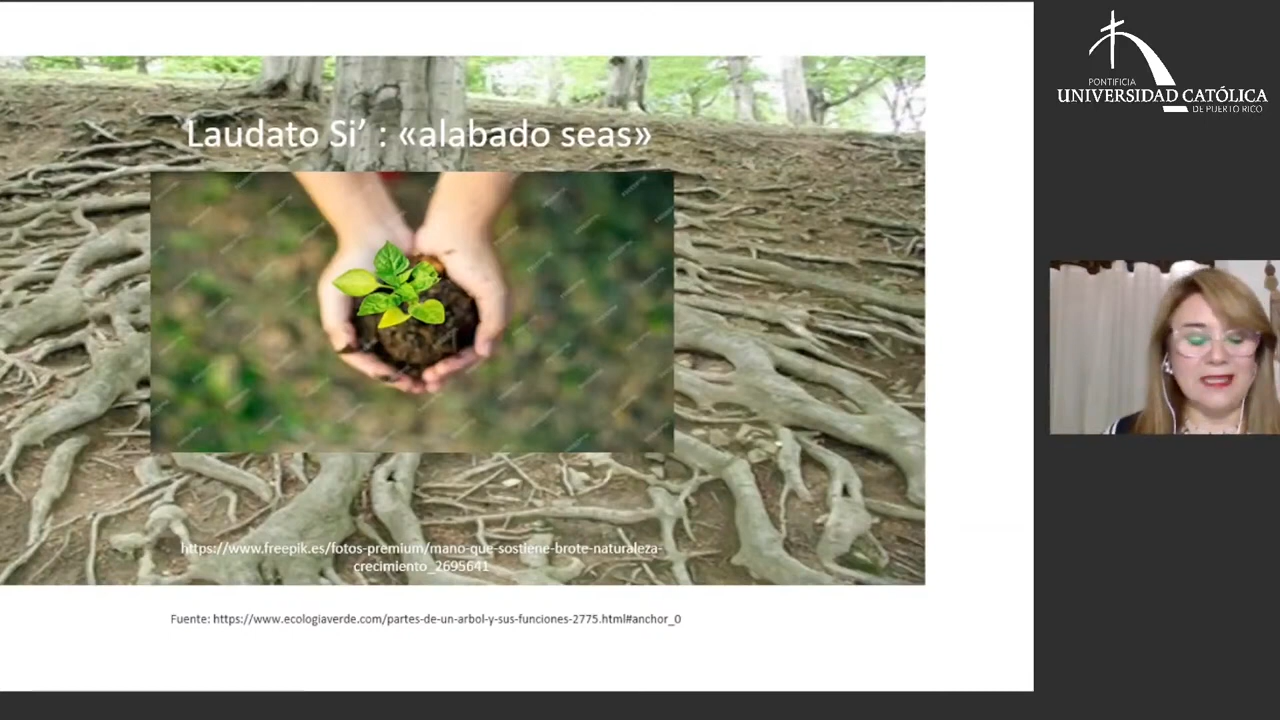 Laudato Si’ : «alabado seas»
https://www.freepik.es/fotos-premium/mano-que-sostiene-brote-naturaleza-
crecimiento_2695641
Fuente: https://www.ecologiaverde.com/partes-de-un-arbol-y-sus-funciones-2775.html#anchor_0
PONTIFICIA
UNIVERSIDAD CATÓLICA
DE PUERTO RICO